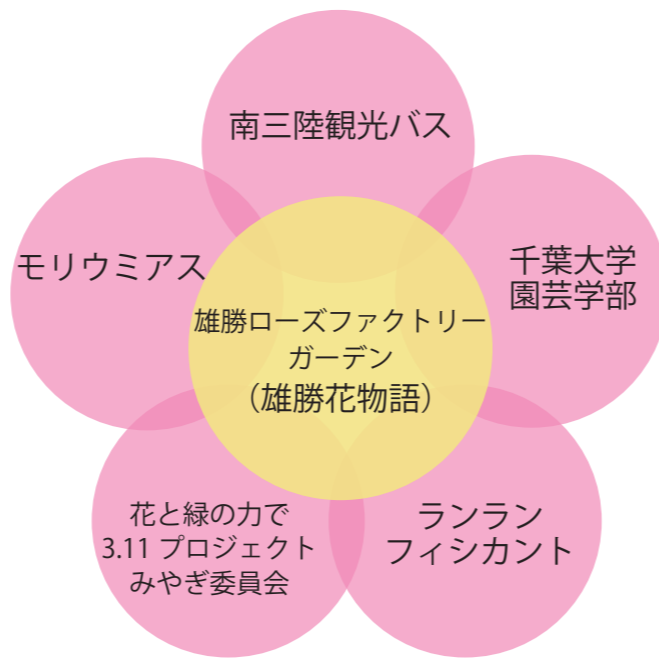 南三陸観光バス
モリウミアス
千葉大学
園芸学部
雄勝ローズファクトリー
ガーデン
（雄勝花物語）
花と緑の力で
3.11 プロジェクト
みやぎ委員会
ランラン
フィシカント